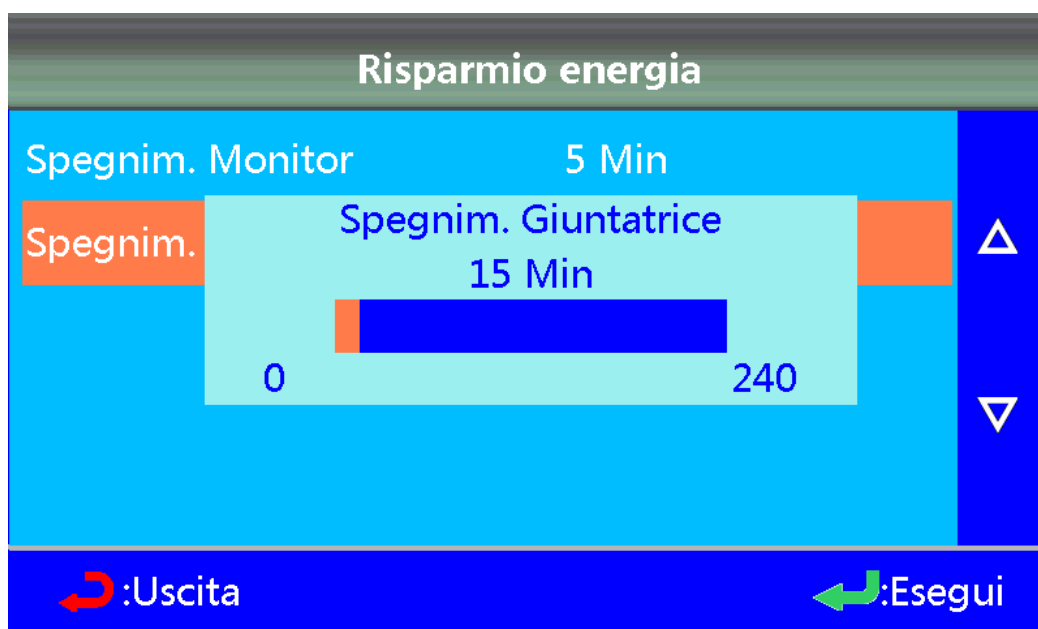 Risparmio energia
Spegnim. Monitor 5 Min
Spegnim.
Spegnim. Giuntatrice
15 Min
0 240
:Uscita :Esegui